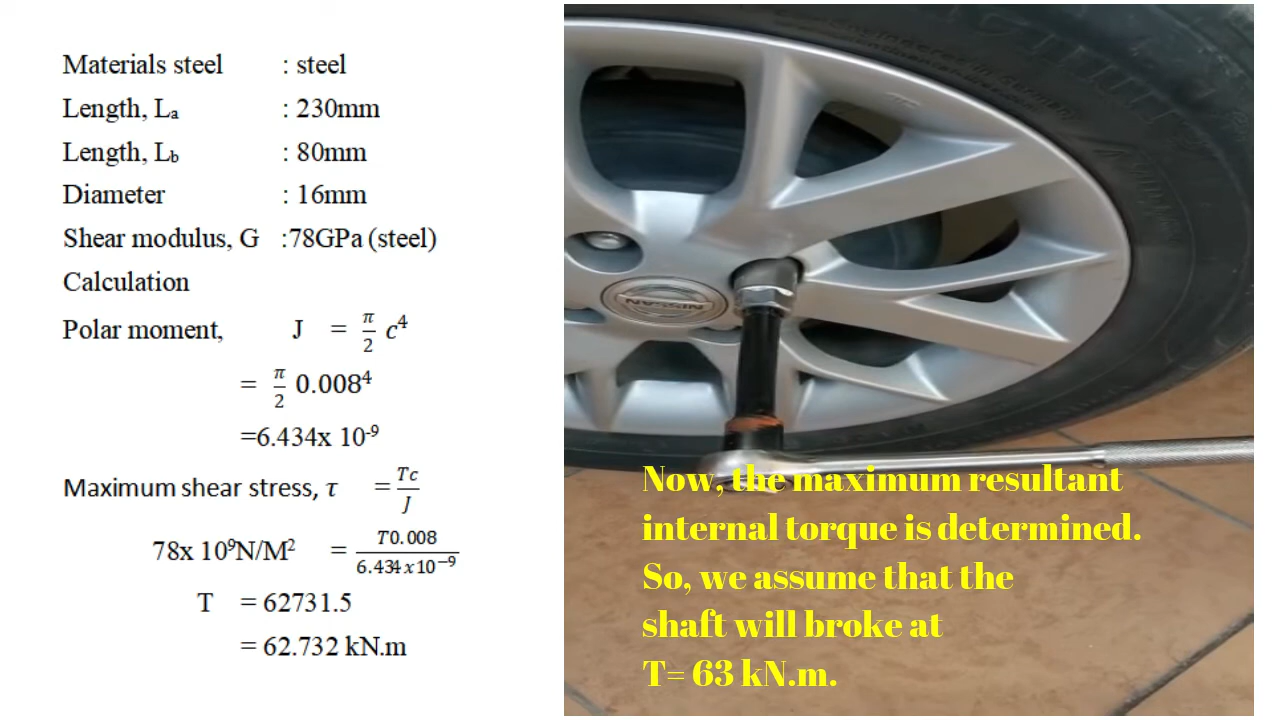 Materials steel : steel
Length, Lₐ : 230mm
Length, L_b : 80mm
Diameter : 16mm
Shear modulus, G :78GPa (steel)
Calculation
Polar moment, J = π/2 c⁴
= π/2 0.008⁴
=6.434x 10⁻⁹
Maximum shear stress, τ = Tc/J
78x 10⁹N/M² = T0.008/6.434x10⁻⁹
T = 62731.5
= 62.732 kN.m
NISSAN
Now, the maximum resultant
internal torque is determined.
So, we assume that the
shaft will broke at
T= 63 kN.m.